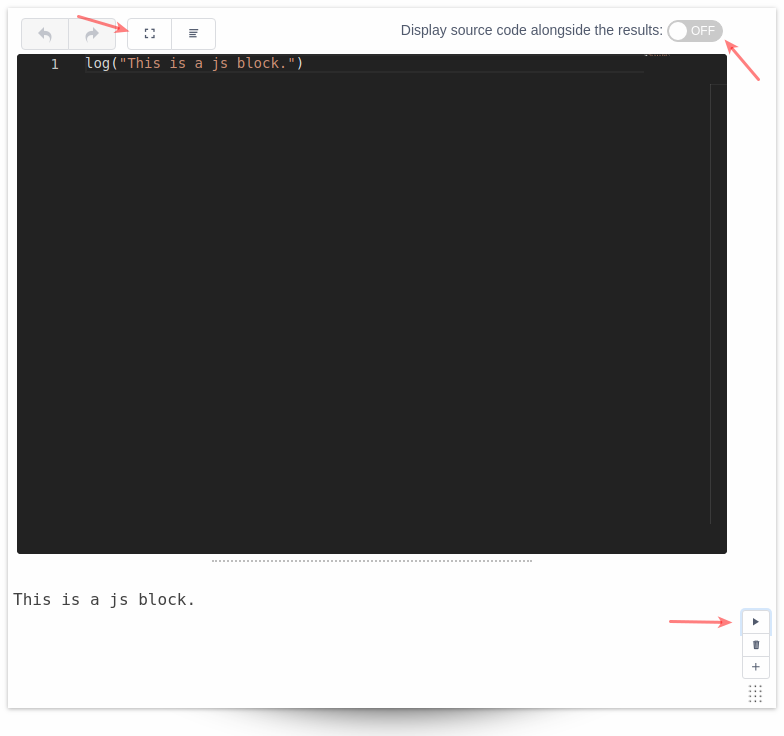 Display source code alongside the results: OFF
1 log("This is a js block.")
This is a js block.